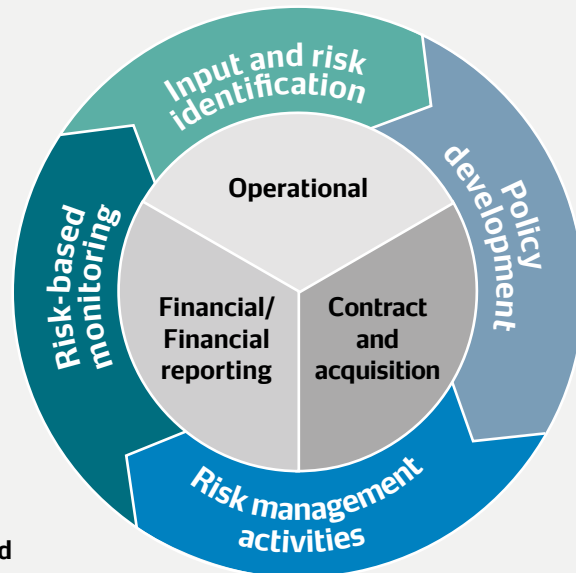 Input and risk
identification
Policy
development
Risk management
activities
Risk-based
monitoring
Operational
Financial/
Financial
reporting
Contract
and
acquisition